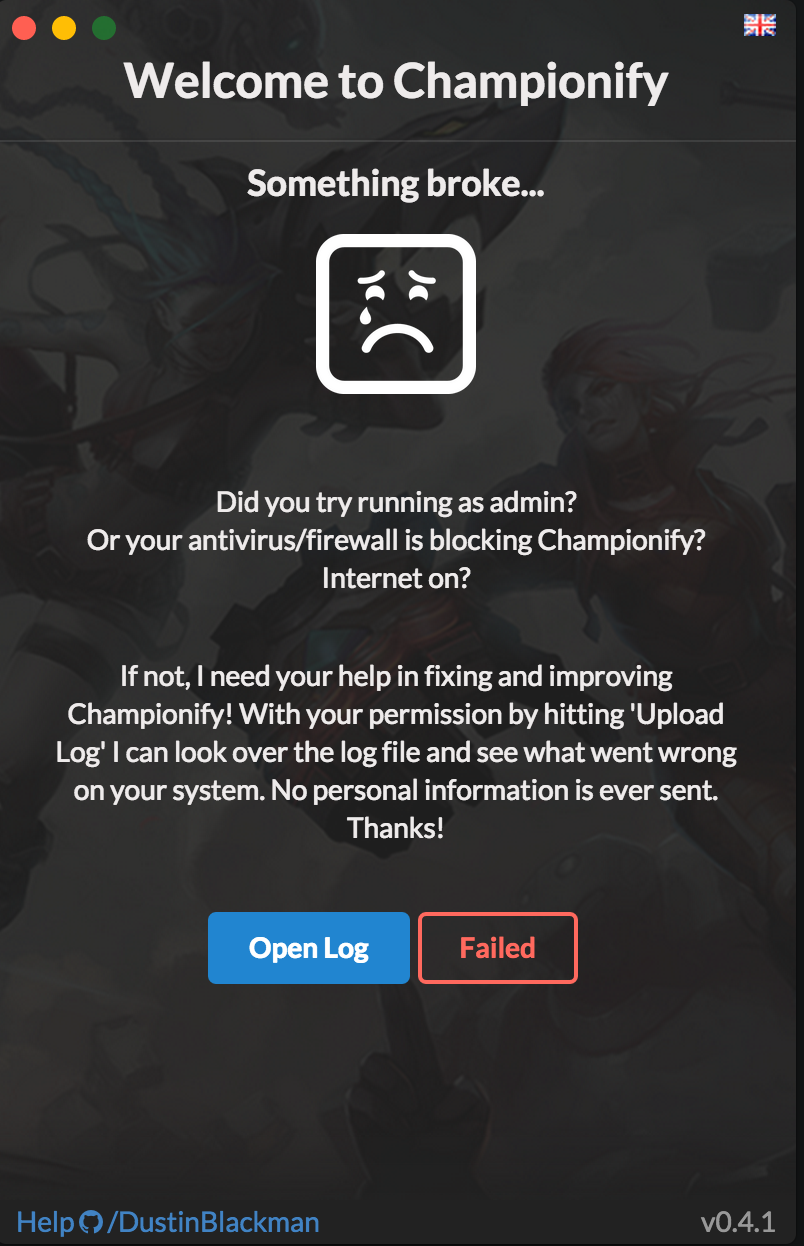 Welcome to Championify
Something broke...
Did you try running as admin?
Or your antivirus/firewall is blocking Championify?
Internet on?
If not, I need your help in fixing and improving
Championify! With your permission by hitting 'Upload
Log' I can look over the log file and see what went wrong
on your system. No personal information is ever sent.
Thanks!
Open Log Failed
Help /DustinBlackman v0.4.1